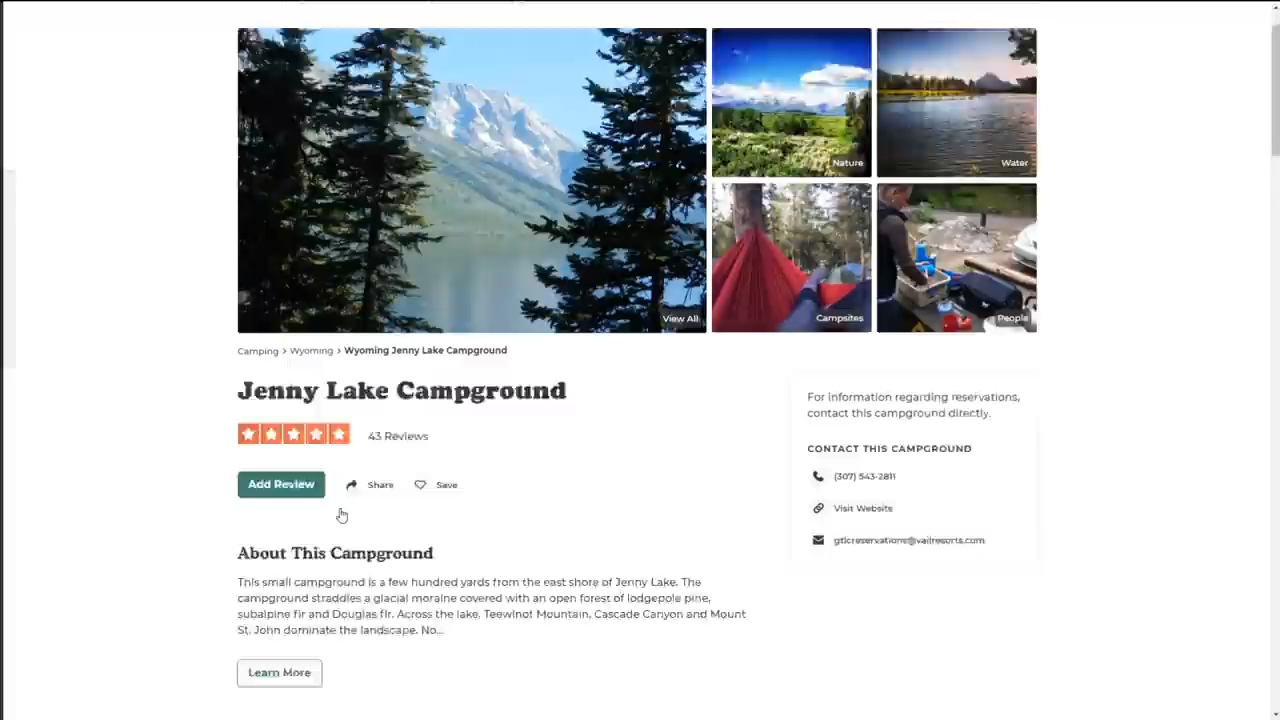 View All
Nature
Water
Campsites
People
Camping > Wyoming > Wyoming Jenny Lake Campground
Jenny Lake Campground
43 Reviews
Add Review
Share
Save
About This Campground
This small campground is a few hundred yards from the east shore of Jenny Lake. The
campground straddles a glacial moraine covered with an open forest of lodgepole pine,
subalpine fir and Douglas fir. Across the lake, Teewinot Mountain, Cascade Canyon and Mount
St. John dominate the landscape. No...
Learn More
For information regarding reservations,
contact this campground directly.
CONTACT THIS CAMPGROUND
(307) 543-2811
Visit Website
gtlcreservations@vailresorts.com